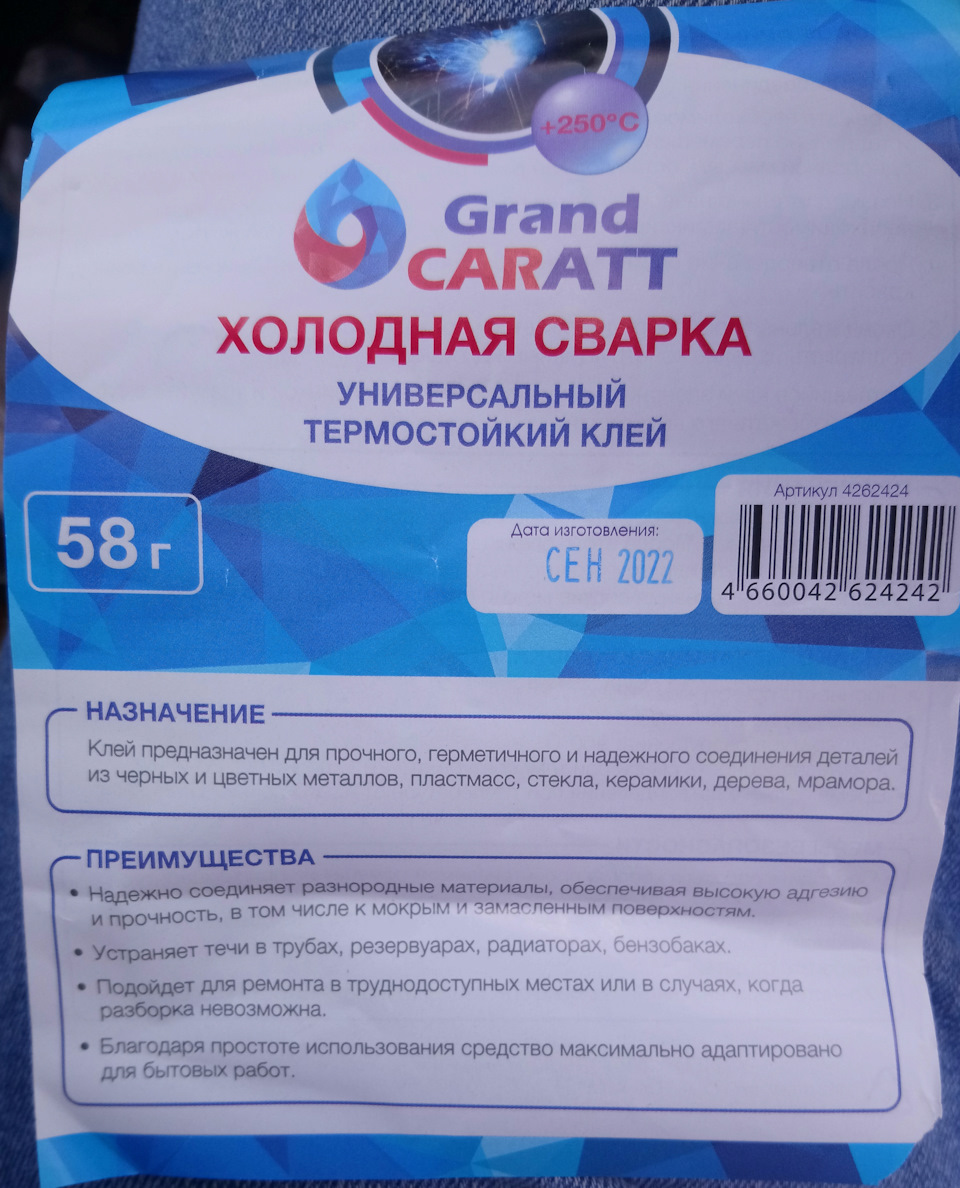 +250°C
Grand
CARATT
ХОЛОДНАЯ СВАРКА
УНИВЕРСАЛЬНЫЙ
ТЕРМОСТОЙКИЙ КЛЕЙ
58 г
Дата изготовления:
СЕН 2022
Артикул 4262424
4 660042 624242
НАЗНАЧЕНИЕ
Клей предназначен для прочного, герметичного и надежного соединения деталей
из черных и цветных металлов, пластмасс, стекла, керамики, дерева, мрамора.
ПРЕИМУЩЕСТВА
• Надежно соединяет разнородные материалы, обеспечивая высокую адгезию
и прочность, в том числе к мокрым и замасленным поверхностям.
• Устраняет течи в трубах, резервуарах, радиаторах, бензобаках.
• Подойдет для ремонта в труднодоступных местах или в случаях, когда
разборка невозможна.
• Благодаря простоте использования средство максимально адаптировано
для бытовых работ.